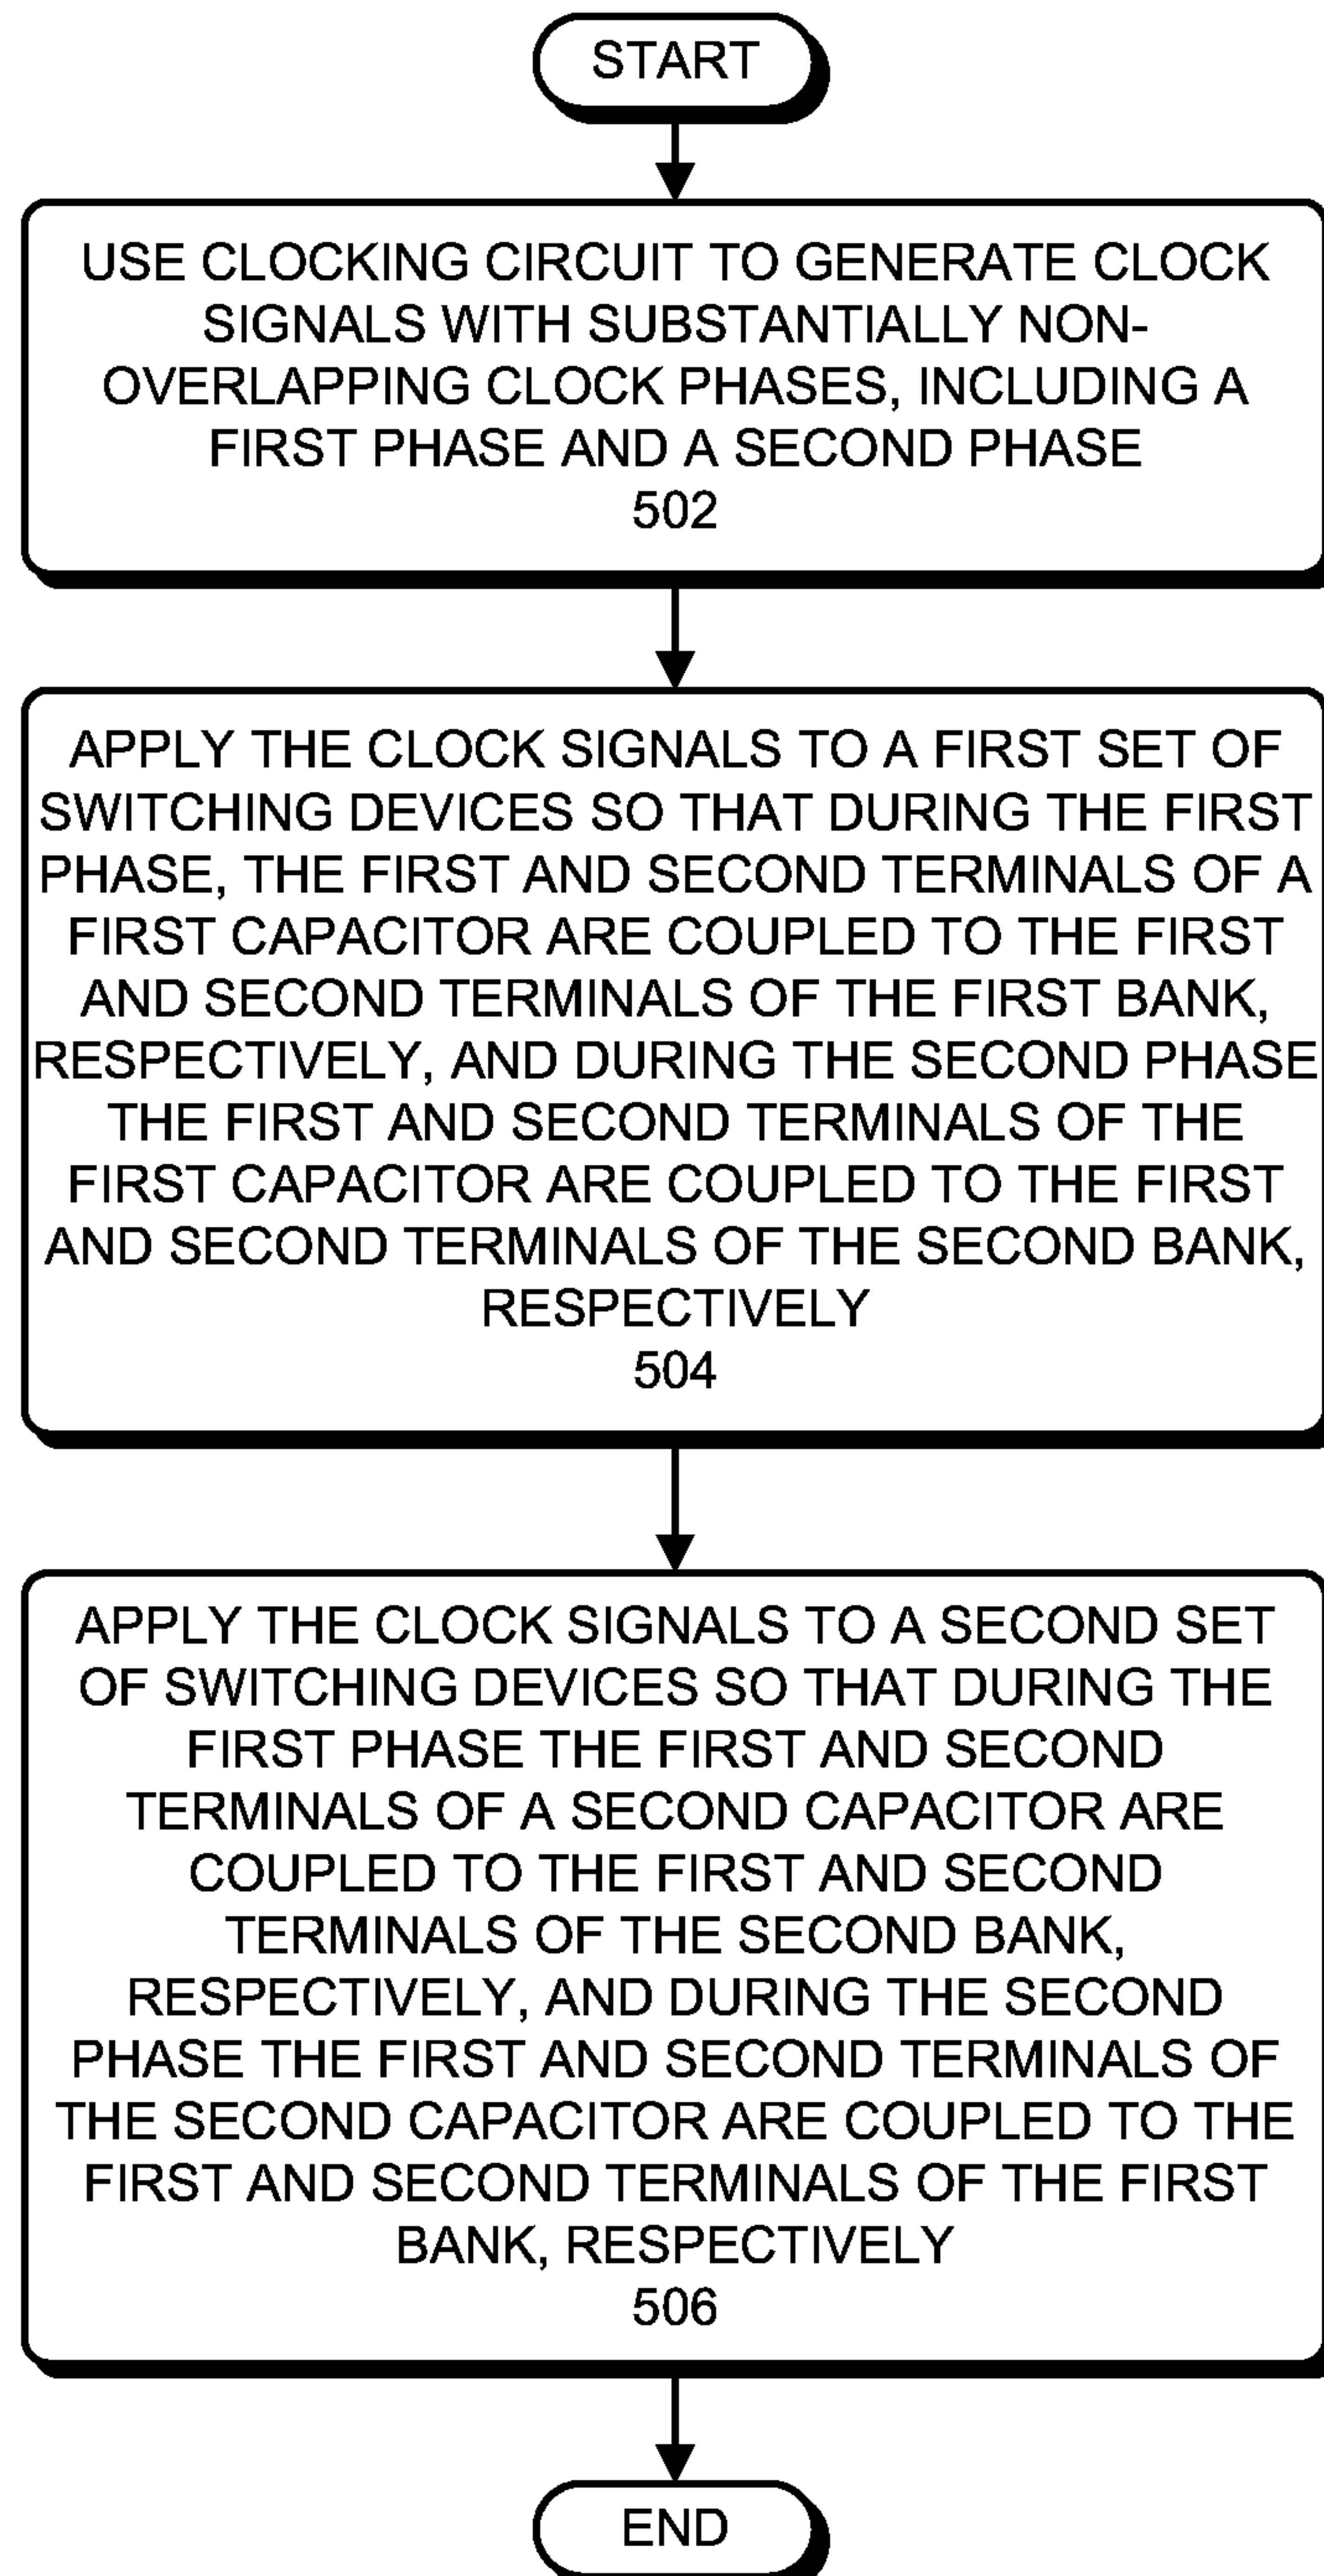 START
USE CLOCKING CIRCUIT TO GENERATE CLOCK
SIGNALS WITH SUBSTANTIALLY NON-
OVERLAPPING CLOCK PHASES, INCLUDING A
FIRST PHASE AND A SECOND PHASE
502
APPLY THE CLOCK SIGNALS TO A FIRST SET OF
SWITCHING DEVICES SO THAT DURING THE FIRST
PHASE, THE FIRST AND SECOND TERMINALS OF A
FIRST CAPACITOR ARE COUPLED TO THE FIRST
AND SECOND TERMINALS OF THE FIRST BANK,
RESPECTIVELY, AND DURING THE SECOND PHASE
THE FIRST AND SECOND TERMINALS OF THE
FIRST CAPACITOR ARE COUPLED TO THE FIRST
AND SECOND TERMINALS OF THE SECOND BANK,
RESPECTIVELY
504
APPLY THE CLOCK SIGNALS TO A SECOND SET
OF SWITCHING DEVICES SO THAT DURING THE
FIRST PHASE THE FIRST AND SECOND
TERMINALS OF A SECOND CAPACITOR ARE
COUPLED TO THE FIRST AND SECOND
TERMINALS OF THE SECOND BANK,
RESPECTIVELY, AND DURING THE SECOND
PHASE THE FIRST AND SECOND TERMINALS OF
THE SECOND CAPACITOR ARE COUPLED TO THE
FIRST AND SECOND TERMINALS OF THE FIRST
BANK, RESPECTIVELY
506
END